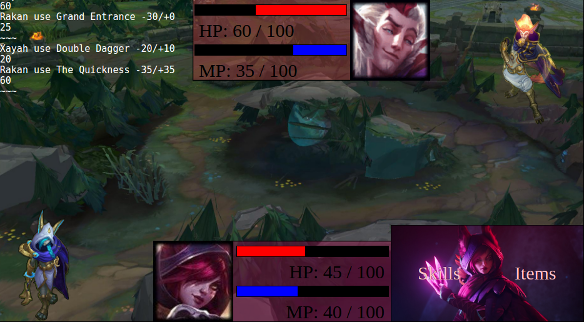 60
Rakan use Grand Entrance -30/+0
25
~~~
Xayah use Double Dagger -20/+10
20
Rakan use The Quickness -35/+35
60
~~~
HP: 60 / 100
MP: 35 / 100
HP: 45 / 100
MP: 40 / 100
Skills Items